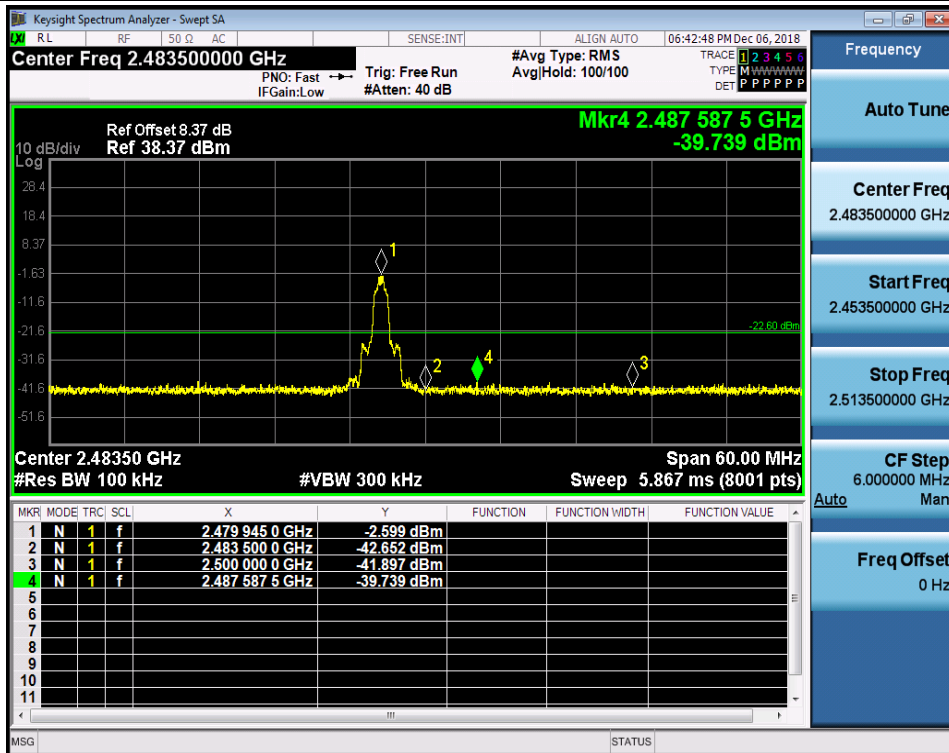 Keysight Spectrum Analyzer - Swept SA
LXI RL RF 50 Ω AC SENSE:INT ALIGN AUTO 06:42:48 PM Dec 06, 2018
Center Freq 2.483500000 GHz
PNO: Fast
IFGain:Low
Trig: Free Run
#Atten: 40 dB
#Avg Type: RMS
Avg|Hold: 100/100
TRACE 1 2 3 4 5 6
TYPE M WWWWW
DET P P P P P P
Frequency
Auto Tune
Center Freq
2.483500000 GHz
Start Freq
2.453500000 GHz
Stop Freq
2.513500000 GHz
CF Step
6.000000 MHz
Auto Man
Freq Offset
0 Hz
Mkr4 2.487 587 5 GHz
-39.739 dBm
Ref Offset 8.37 dB
10 dB/div Ref 38.37 dBm
Log
28.4
18.4
8.37
-1.63
-11.6
-21.6
-31.6
-41.6
-51.6
1
-22.60 dBm
2
4
3
Center 2.48350 GHz Span 60.00 MHz
#Res BW 100 kHz #VBW 300 kHz Sweep 5.867 ms (8001 pts)
MKR MODE TRC SCL X Y FUNCTION FUNCTION WIDTH FUNCTION VALUE
1 N 1 f 2.479 945 0 GHz -2.599 dBm
2 N 1 f 2.483 500 0 GHz -42.652 dBm
3 N 1 f 2.500 000 0 GHz -41.897 dBm
4 N 1 f 2.487 587 5 GHz -39.739 dBm
5
6
7
8
9
10
11
MSG STATUS